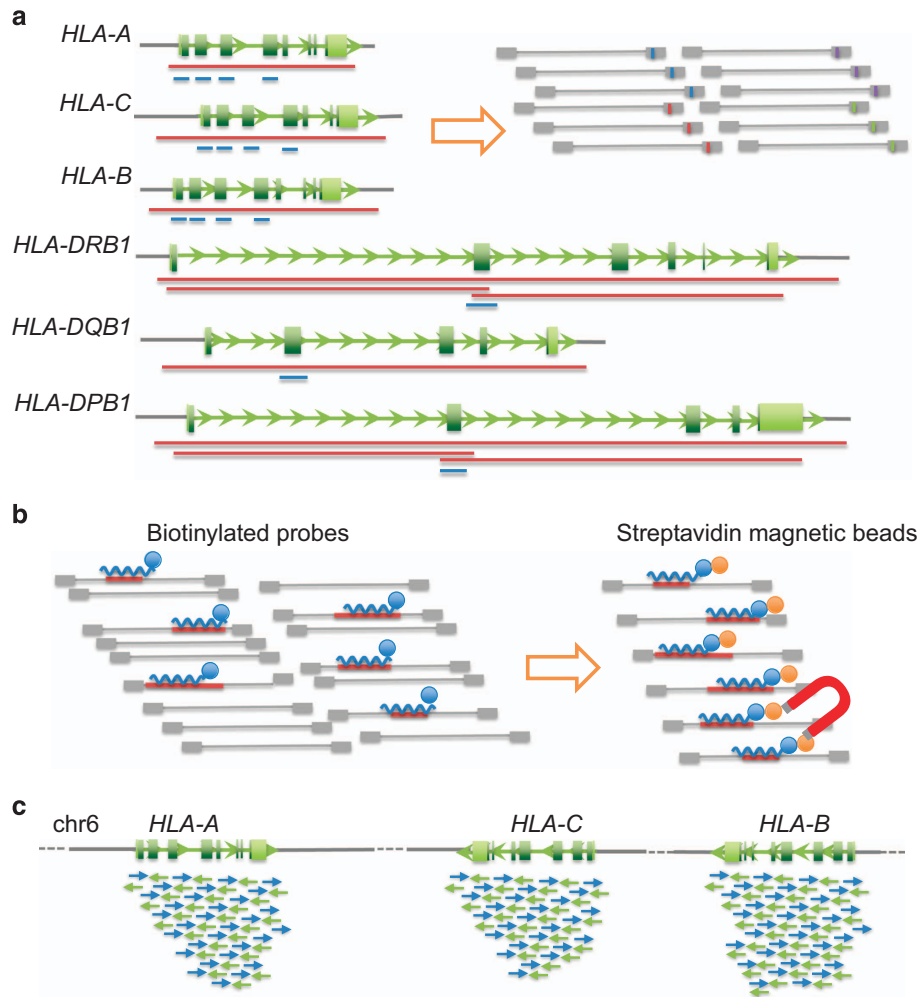 a
HLA-A
HLA-C
HLA-B
HLA-DRB1
HLA-DQB1
HLA-DPB1
b
Biotinylated probes
Streptavidin magnetic beads
c
chr6
HLA-A
HLA-C
HLA-B